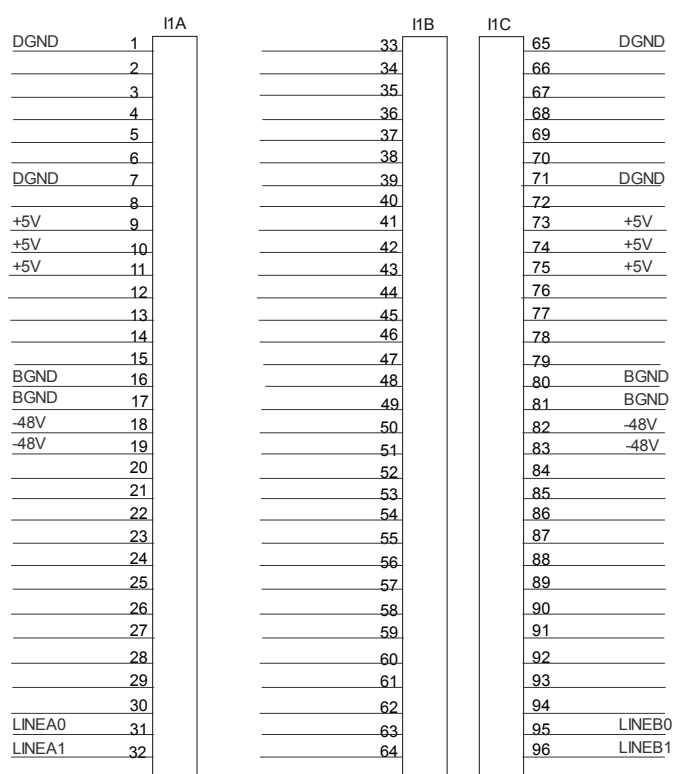 I1A I1B I1C
DGND 1 33 65 DGND
2 34 66
3 35 67
4 36 68
5 37 69
6 38 70
DGND 7 39 71 DGND
8 40 72
+5V 9 41 73 +5V
+5V 10 42 74 +5V
+5V 11 43 75 +5V
12 44 76
13 45 77
14 46 78
15 47 79
BGND 16 48 80 BGND
BGND 17 49 81 BGND
-48V 18 50 82 -48V
-48V 19 51 83 -48V
20 52 84
21 53 85
22 54 86
23 55 87
24 56 88
25 57 89
26 58 90
27 59 91
28 60 92
29 61 93
30 62 94
LINEA0 31 63 95 LINEB0
LINEA1 32 64 96 LINEB1